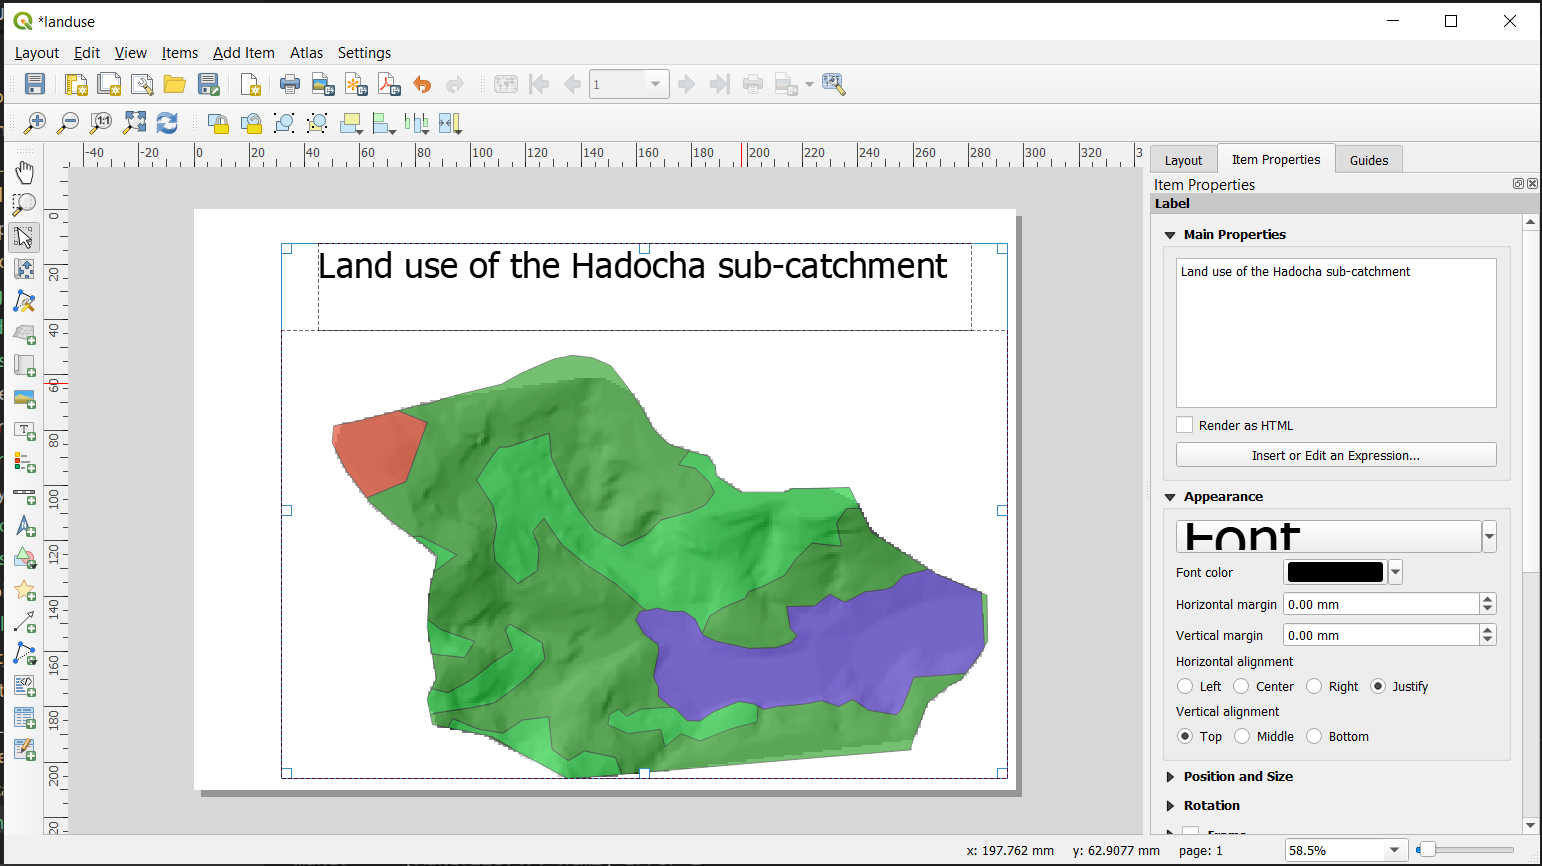 *landuse
Layout Edit View Items Add Item Atlas Settings
1
1:1
-40 -20 0 20 40 60 80 100 120 140 160 180 200 220 240 260 280 300 320 3
0
20
40
60
80
100
120
140
160
180
200
20
T
Land use of the Hadocha sub-catchment
Layout Item Properties Guides
Item Properties
Label
Main Properties
Land use of the Hadocha sub-catchment
Render as HTML
Insert or Edit an Expression...
Appearance
Font
Font color
Horizontal margin 0.00 mm
Vertical margin 0.00 mm
Horizontal alignment
Left Center Right Justify
Vertical alignment
Top Middle Bottom
Position and Size
Rotation
Frame
x: 197.762 mm y: 62.9077 mm page: 1 58.5%